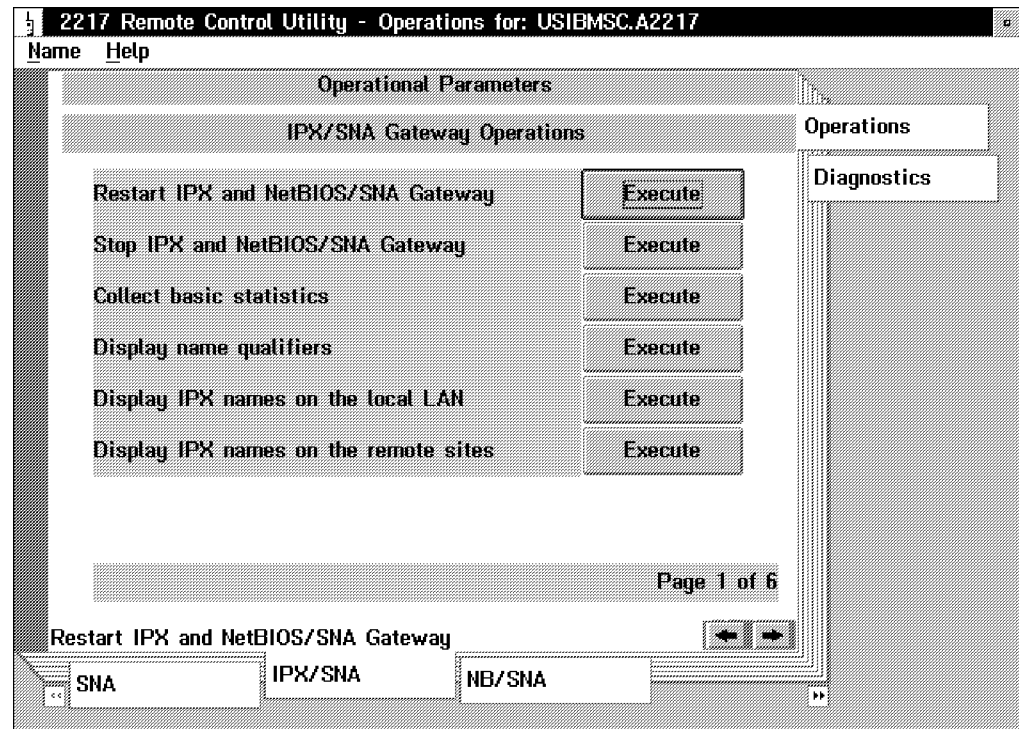 2217 Remote Control Utility - Operations for: USIBMSC.A2217
Name Help
Operational Parameters
IPX/SNA Gateway Operations
Operations
Diagnostics
Restart IPX and NetBIOS/SNA Gateway Execute
Stop IPX and NetBIOS/SNA Gateway Execute
Collect basic statistics Execute
Display name qualifiers Execute
Display IPX names on the local LAN Execute
Display IPX names on the remote sites Execute
Page 1 of 6
Restart IPX and NetBIOS/SNA Gateway
SNA IPX/SNA NB/SNA